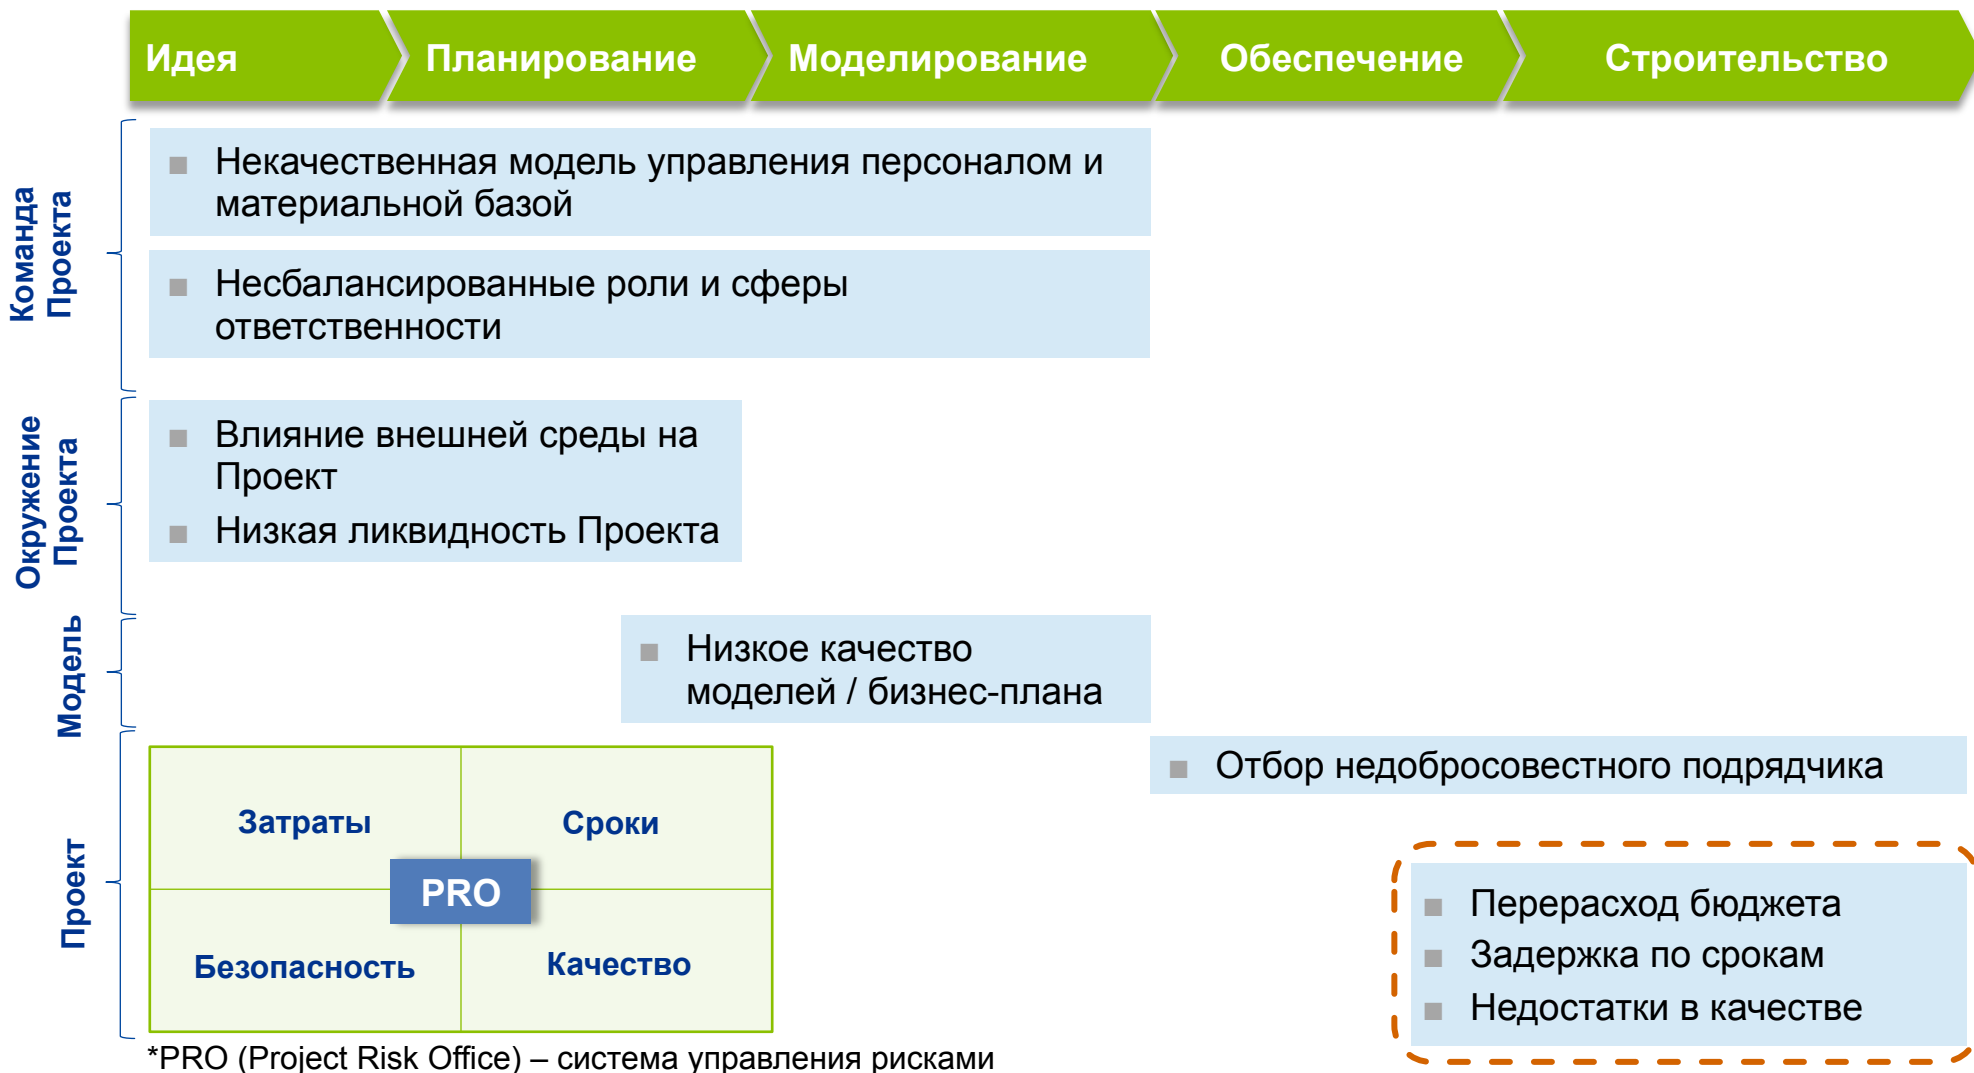 Идея
Планирование
Моделирование
Обеспечение
Строительство
Команда
Проекта
Некачественная модель управления персоналом и
материальной базой
Несбалансированные роли и сферы
ответственности
Окружение
Проекта
Влияние внешней среды на
Проект
Низкая ликвидность Проекта
Модель
Низкое качество
моделей / бизнес-плана
Проект
Затраты
Сроки
PRO
Безопасность
Качество
Отбор недобросовестного подрядчика
Перерасход бюджета
Задержка по срокам
Недостатки в качестве
*PRO (Project Risk Office) – система управления рисками